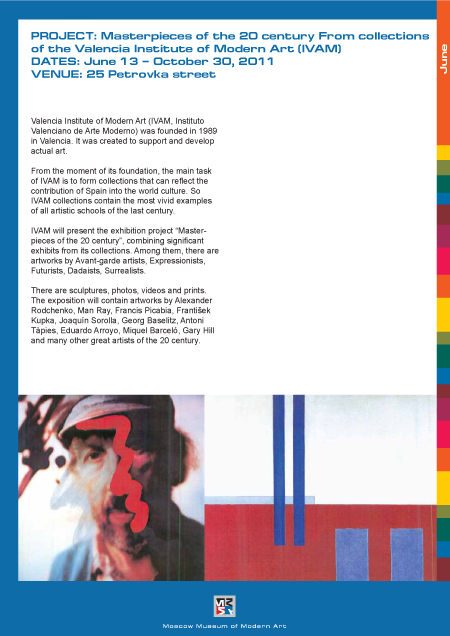 PROJECT: Masterpieces of the 20 century From collections
of the Valencia Institute of Modern Art (IVAM)
DATES: June 13 – October 30, 2011
VENUE: 25 Petrovka street
June
Valencia Institute of Modern Art (IVAM, Instituto
Valenciano de Arte Moderno) was founded in 1989
in Valencia. It was created to support and develop
actual art.
From the moment of its foundation, the main task
of IVAM is to form collections that can reflect the
contribution of Spain into the world culture. So
IVAM collections contain the most vivid examples
of all artistic schools of the last century.
IVAM will present the exhibition project “Master-
pieces of the 20 century”, combining significant
exhibits from its collections. Among them, there are
artworks by Avant-garde artists, Expressionists,
Futurists, Dadaists, Surrealists.
There are sculptures, photos, videos and prints.
The exposition will contain artworks by Alexander
Rodchenko, Man Ray, Francis Picabia, František
Kupka, Joaquín Sorolla, Georg Baselitz, Antoni
Tàpies, Eduardo Arroyo, Miquel Barceló, Gary Hill
and many other great artists of the 20 century.
Moscow Museum of Modern Art